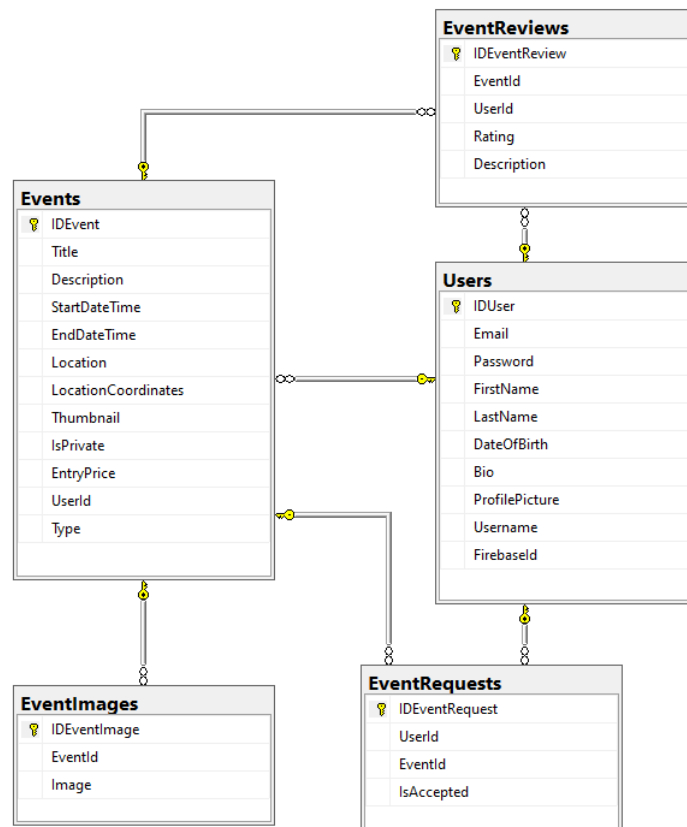 EventReviews
IDEventReview
EventId
UserId
Rating
Description
Events
IDEvent
Title
Description
StartDateTime
EndDateTime
Location
LocationCoordinates
Thumbnail
IsPrivate
EntryPrice
UserId
Type
Users
IDUser
Email
Password
FirstName
LastName
DateOfBirth
Bio
ProfilePicture
Username
FirebaseId
EventImages
IDEventImage
EventId
Image
EventRequests
IDEventRequest
UserId
EventId
IsAccepted